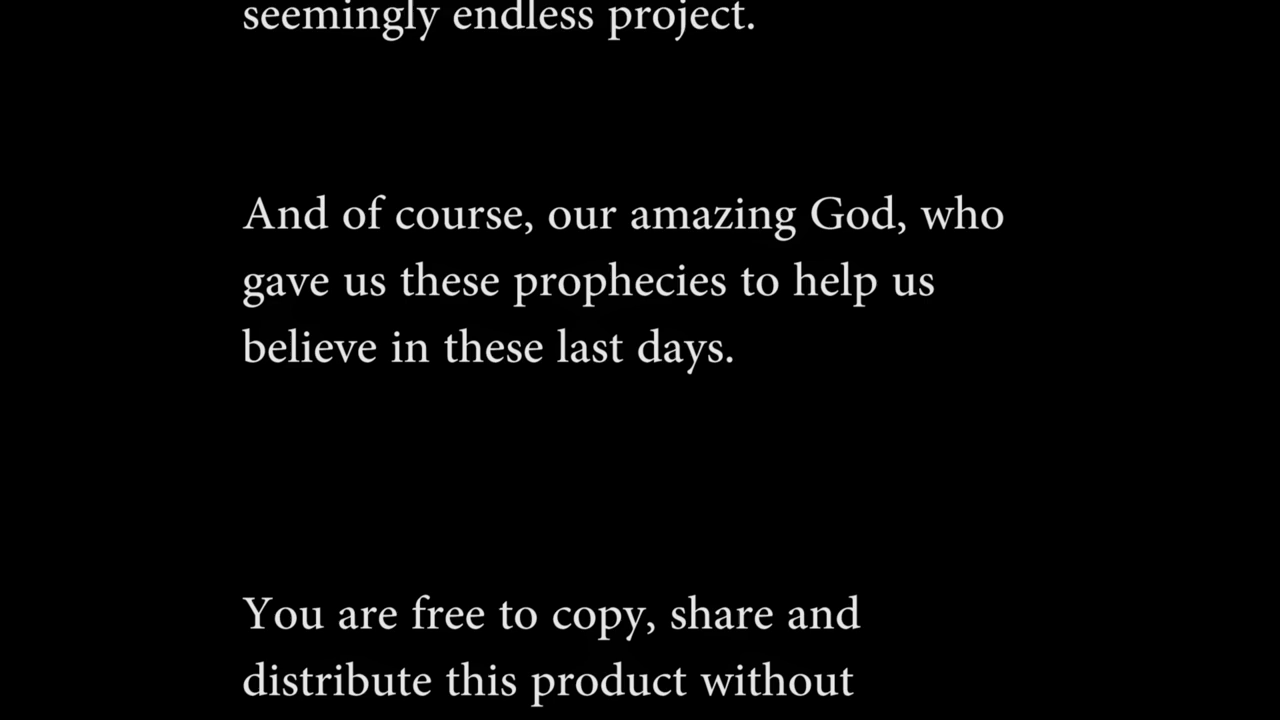 seemingly endless project.
And of course, our amazing God, who
gave us these prophecies to help us
believe in these last days.
You are free to copy, share and
distribute this product without